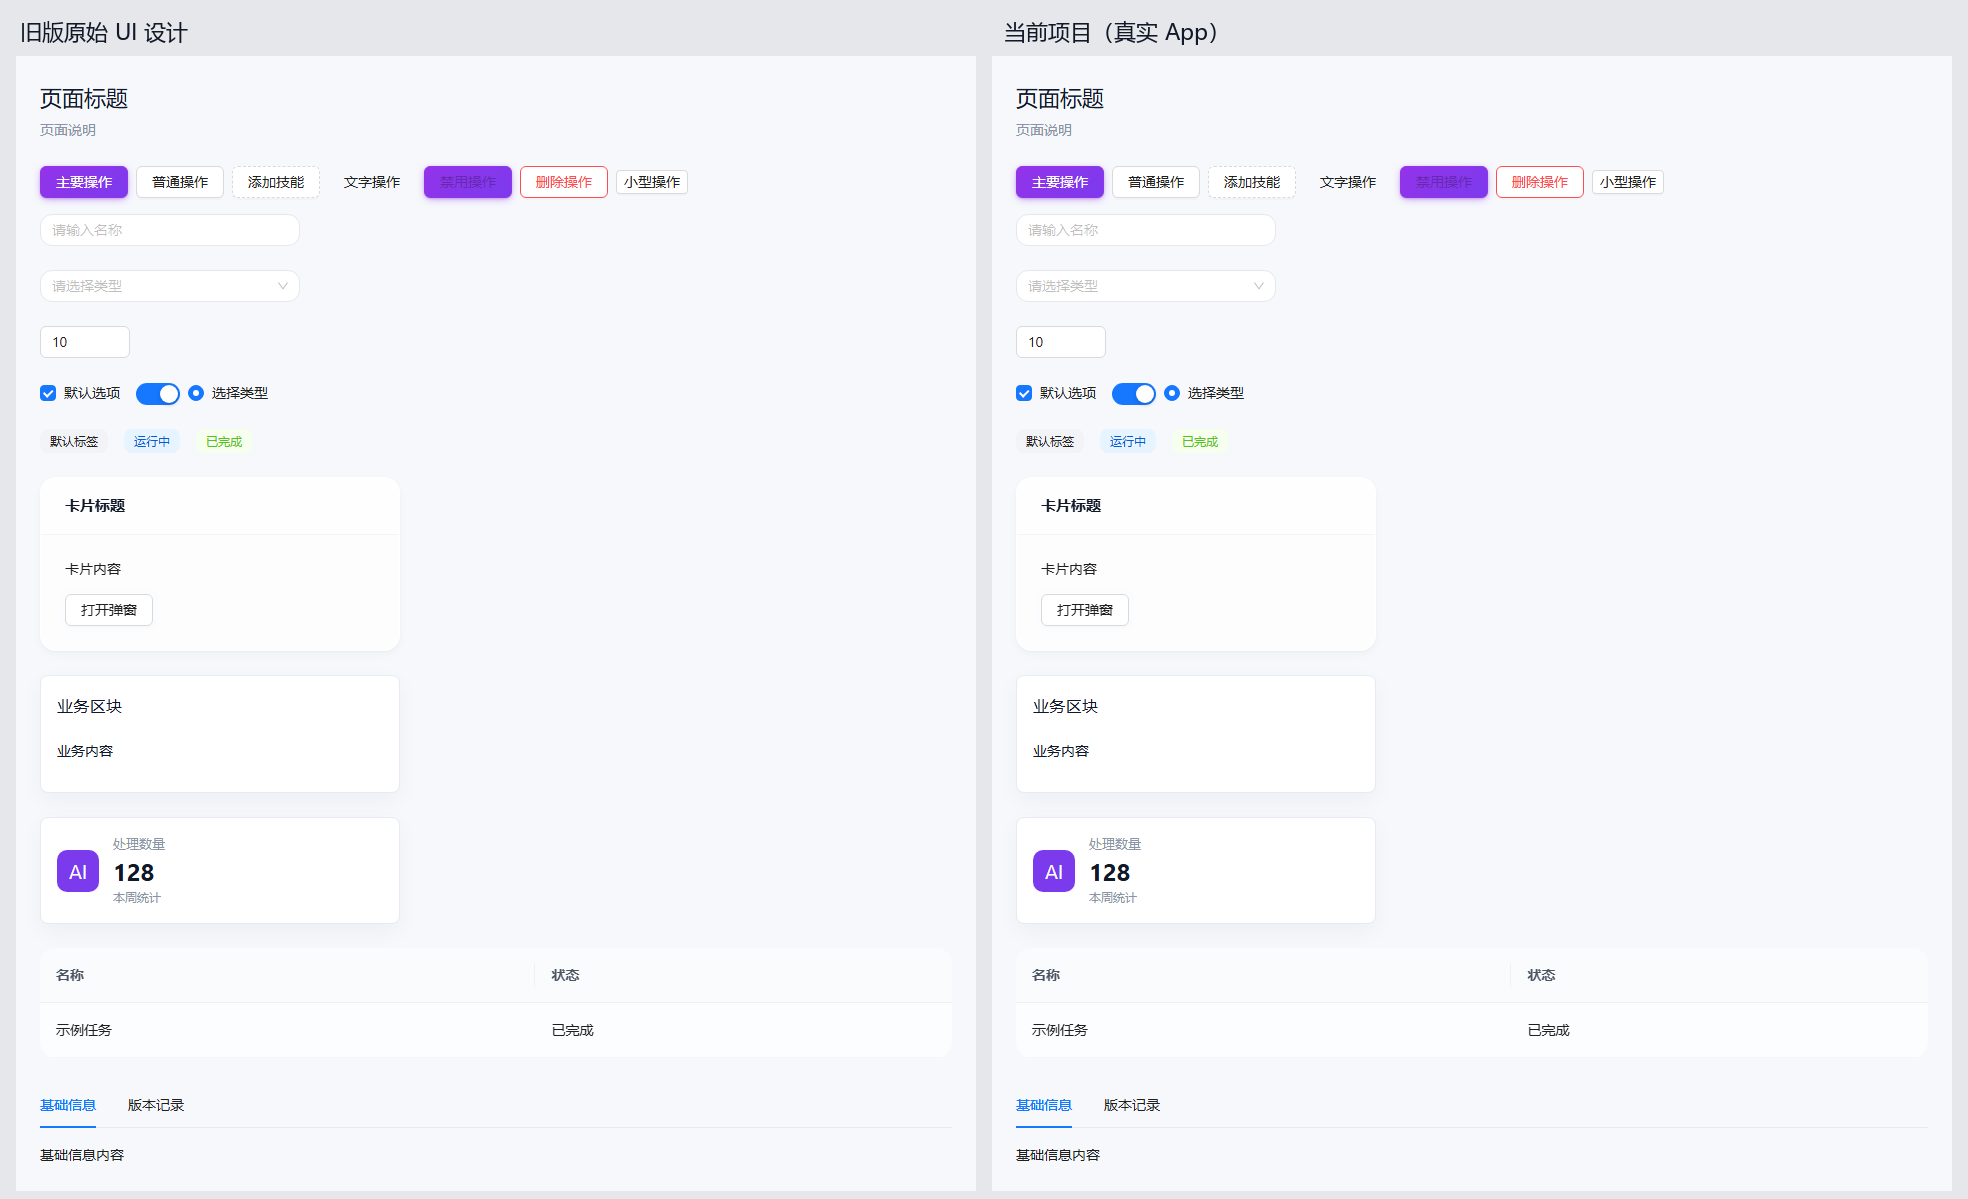 旧版原始 UI 设计
页面标题
页面说明
主要操作 普通操作 添加技能 文字操作 禁用操作 删除操作 小型操作
请输入名称
请选择类型
10
默认选项 选择类型
默认标签 运行中 已完成
卡片标题
卡片内容
打开弹窗
业务区块
业务内容
AI
处理数量
128
本周统计
名称 状态
示例任务 已完成
基础信息 版本记录
基础信息内容
当前项目（真实 App）
页面标题
页面说明
主要操作 普通操作 添加技能 文字操作 禁用操作 删除操作 小型操作
请输入名称
请选择类型
10
默认选项 选择类型
默认标签 运行中 已完成
卡片标题
卡片内容
打开弹窗
业务区块
业务内容
AI
处理数量
128
本周统计
名称 状态
示例任务 已完成
基础信息 版本记录
基础信息内容